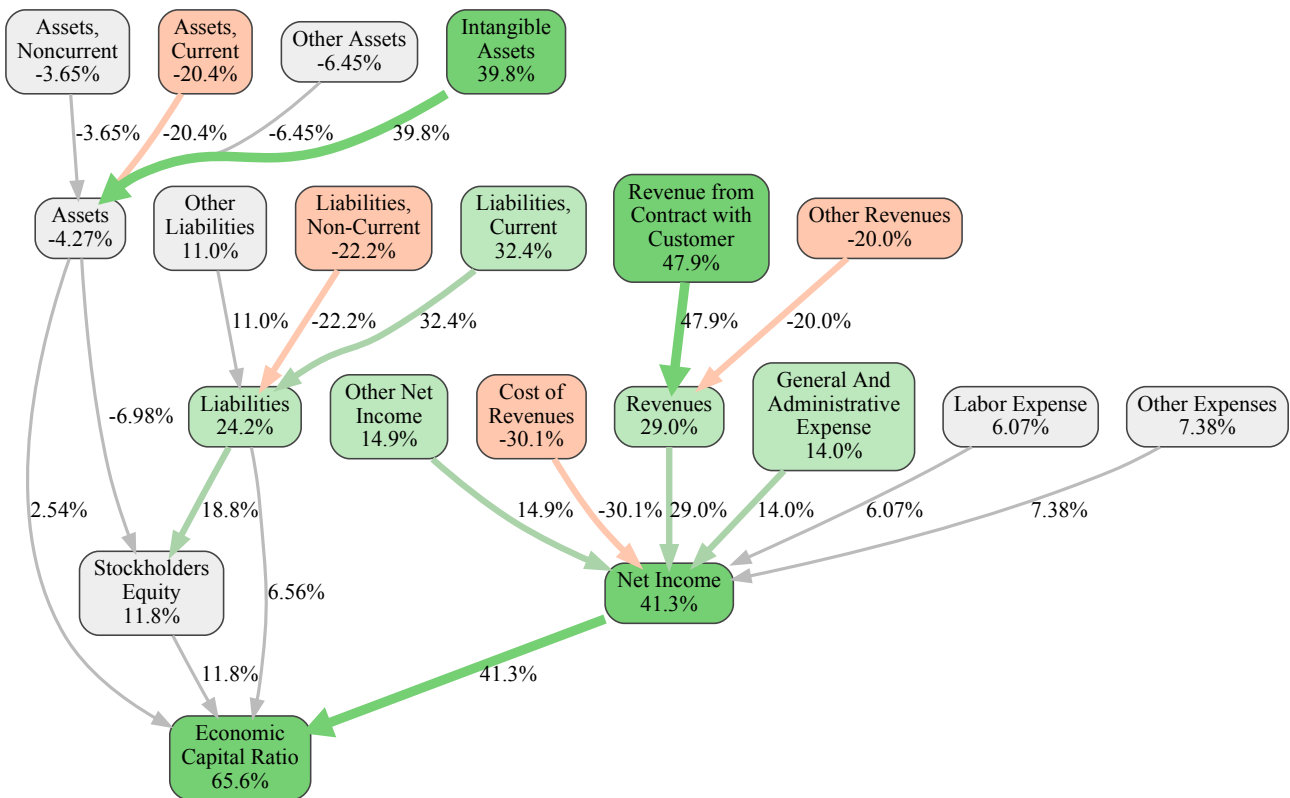 Assets,
Noncurrent
-3.65%
Assets,
Current
-20.4%
Other Assets
-6.45%
Intangible
Assets
39.8%
-3.65%
-20.4%
-6.45%
39.8%
Assets
-4.27%
Other
Liabilities
11.0%
Liabilities,
Non-Current
-22.2%
Liabilities,
Current
32.4%
Revenue from
Contract with
Customer
47.9%
Other Revenues
-20.0%
11.0%
-22.2%
32.4%
47.9%
-20.0%
-6.98%
Liabilities
24.2%
Other Net
Income
14.9%
Cost of
Revenues
-30.1%
Revenues
29.0%
General And
Administrative
Expense
14.0%
Labor Expense
6.07%
Other Expenses
7.38%
2.54%
18.8%
14.9%
-30.1%
29.0%
14.0%
6.07%
7.38%
Stockholders
Equity
11.8%
6.56%
Net Income
41.3%
11.8%
41.3%
Economic
Capital Ratio
65.6%